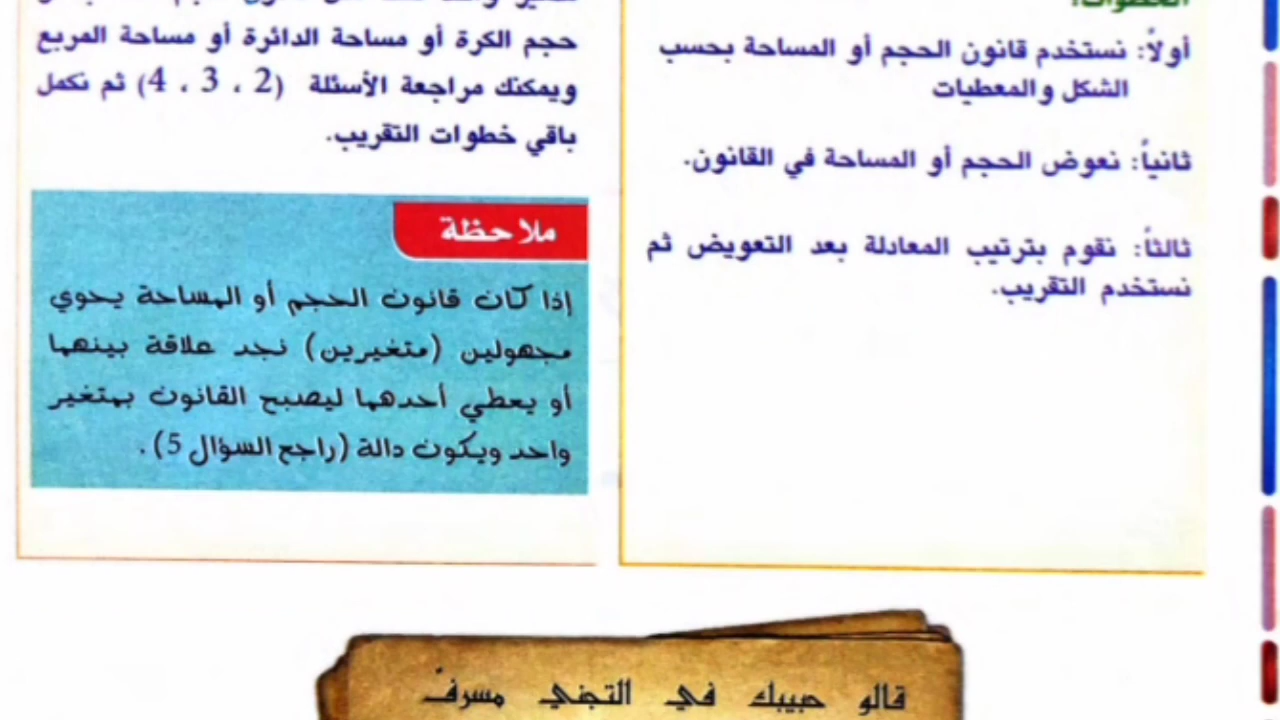 الخطوات:
أولاً: نستخدم قانون الحجم أو المساحة بحسب
الشكل والمعطيات
ثانياً: نعوض الحجم أو المساحة في القانون.
ثالثاً: نقوم بترتيب المعادلة بعد التعويض ثم
نستخدم التقريب.
حجم الكرة أو مساحة الدائرة أو مساحة المربع
ويمكنك مراجعة الأسئلة (2 ، 3 ، 4) ثم نكمل
باقي خطوات التقريب.
ملاحظة
إذا كان قانون الحجم أو المساحة يحوي
مجهولين (متغيرين) نجد علاقة بينهما
أو يعطي أحدهما ليصبح القانون بمتغير
واحد ويكون دالة (راجع السؤال 5).
قالو حبيبك في التجني مسرفٌ